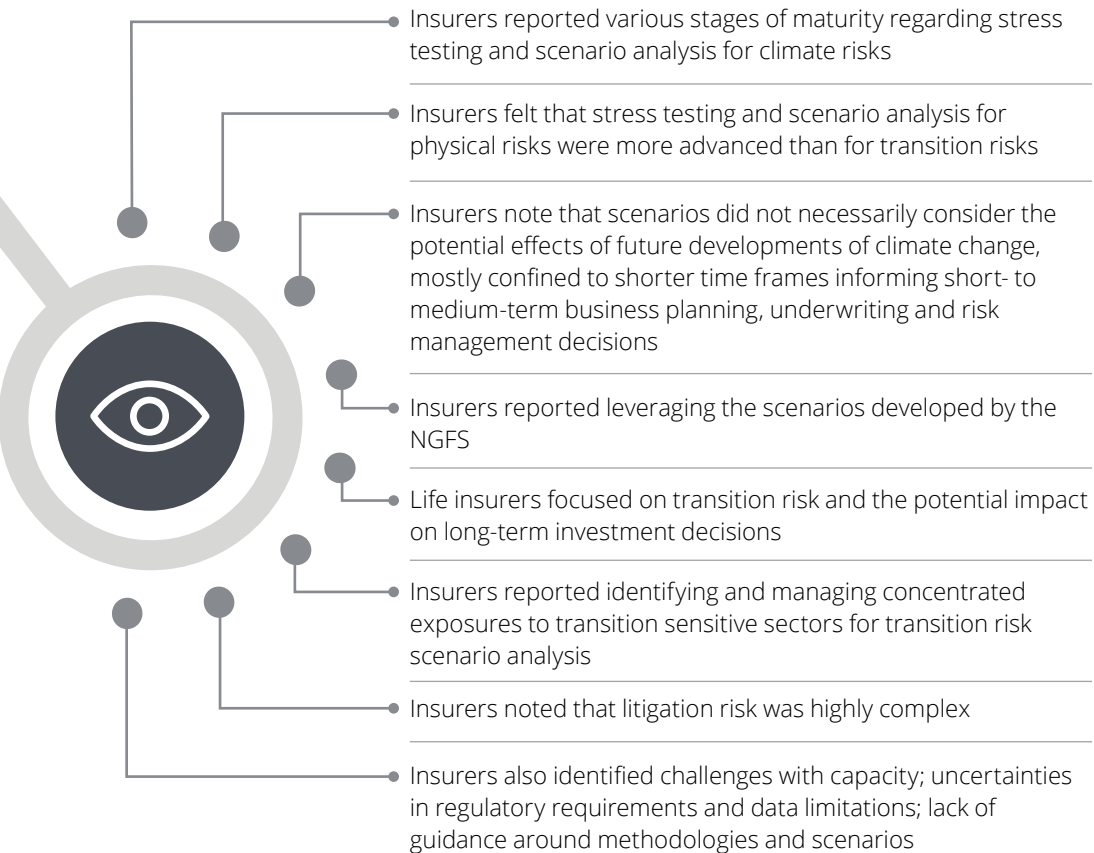 Insurers reported various stages of maturity regarding stress
testing and scenario analysis for climate risks
Insurers felt that stress testing and scenario analysis for
physical risks were more advanced than for transition risks
Insurers note that scenarios did not necessarily consider the
potential effects of future developments of climate change,
mostly confined to shorter time frames informing short- to
medium-term business planning, underwriting and risk
management decisions
Insurers reported leveraging the scenarios developed by the
NGFS
Life insurers focused on transition risk and the potential impact
on long-term investment decisions
Insurers reported identifying and managing concentrated
exposures to transition sensitive sectors for transition risk
scenario analysis
Insurers noted that litigation risk was highly complex
Insurers also identified challenges with capacity; uncertainties
in regulatory requirements and data limitations; lack of
guidance around methodologies and scenarios